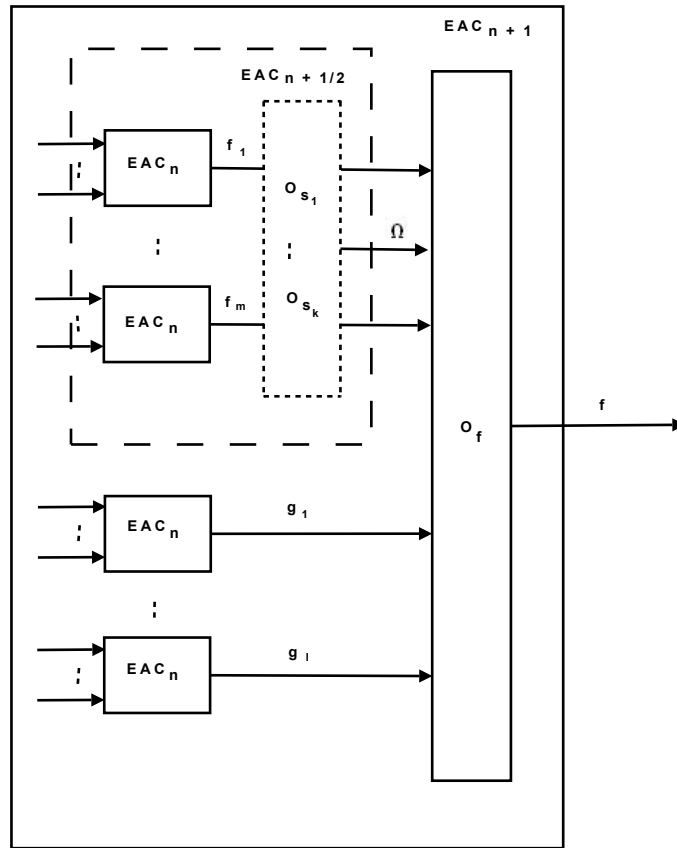 EAC n + 1
EAC n + 1/2
EAC n
f 1
O s 1
Ω
EAC n
f m
O s k
f
O f
EAC n
g 1
EAC n
g l